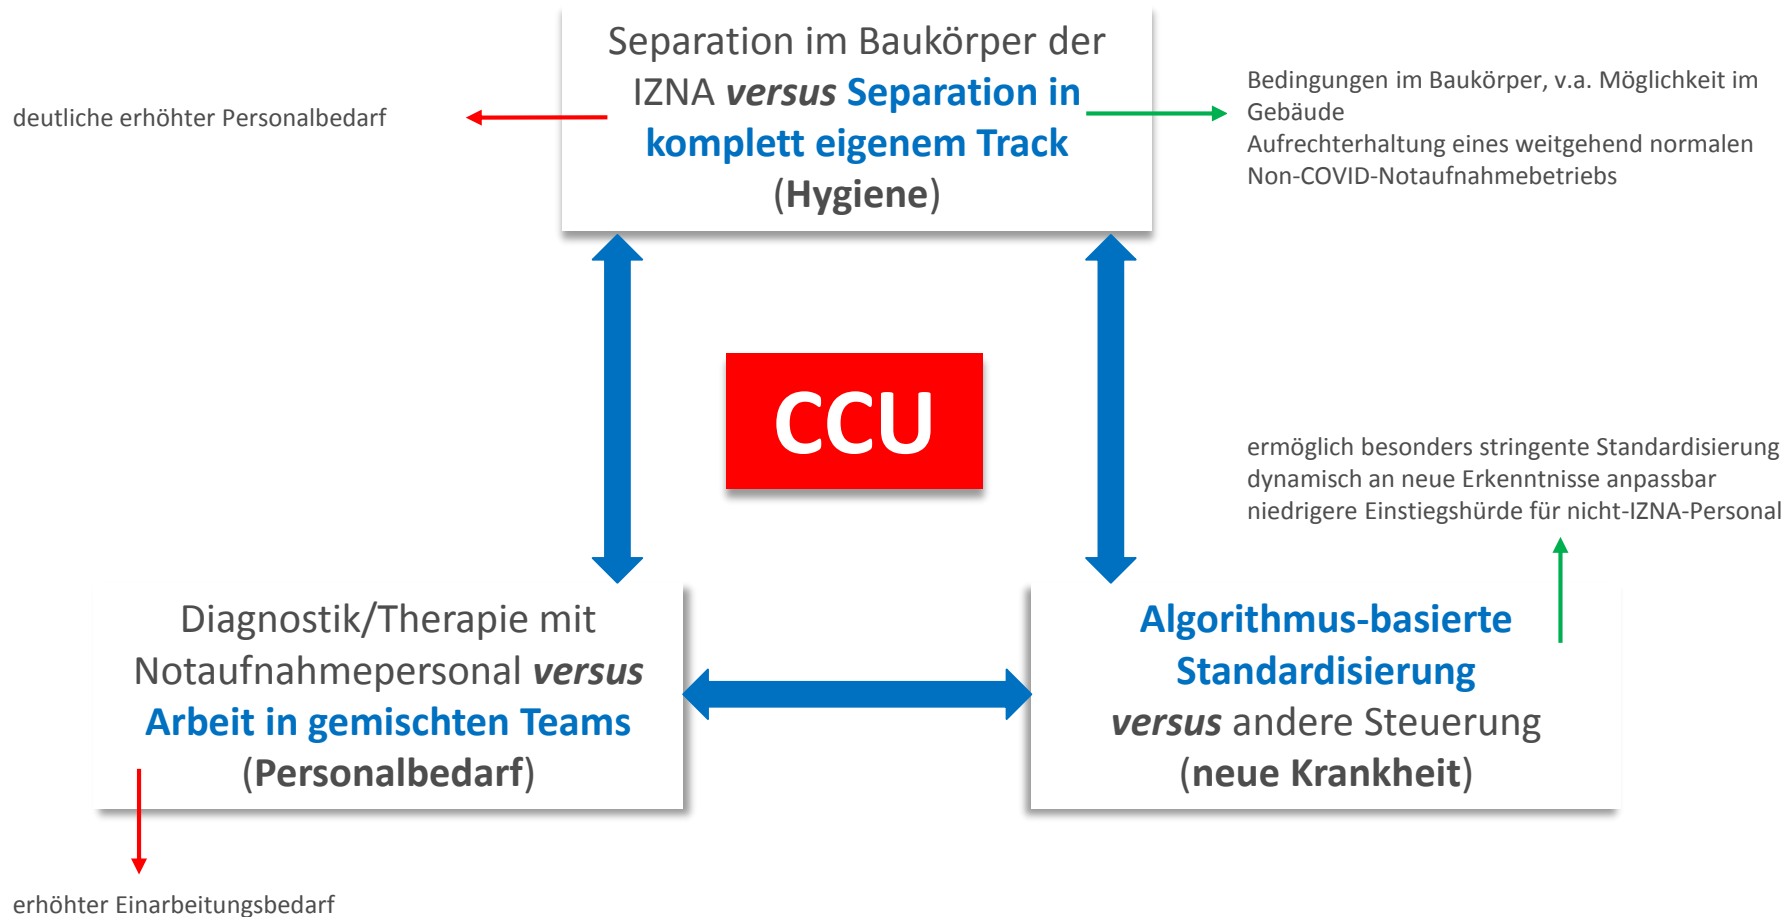 Separation im Baukörper der
IZNA versus Separation in
komplett eigenem Track
(Hygiene)
deutliche erhöhter Personalbedarf
Bedingungen im Baukörper, v.a. Möglichkeit im
Gebäude
Aufrechterhaltung eines weitgehend normalen
Non-COVID-Notaufnahmebetriebs
CCU
ermöglich besonders stringente Standardisierung
dynamisch an neue Erkenntnisse anpassbar
niedrigere Einstiegshürde für nicht-IZNA-Personal
Diagnostik/Therapie mit
Notaufnahmepersonal versus
Arbeit in gemischten Teams
(Personalbedarf)
Algorithmus-basierte
Standardisierung
versus andere Steuerung
(neue Krankheit)
erhöhter Einarbeitungsbedarf